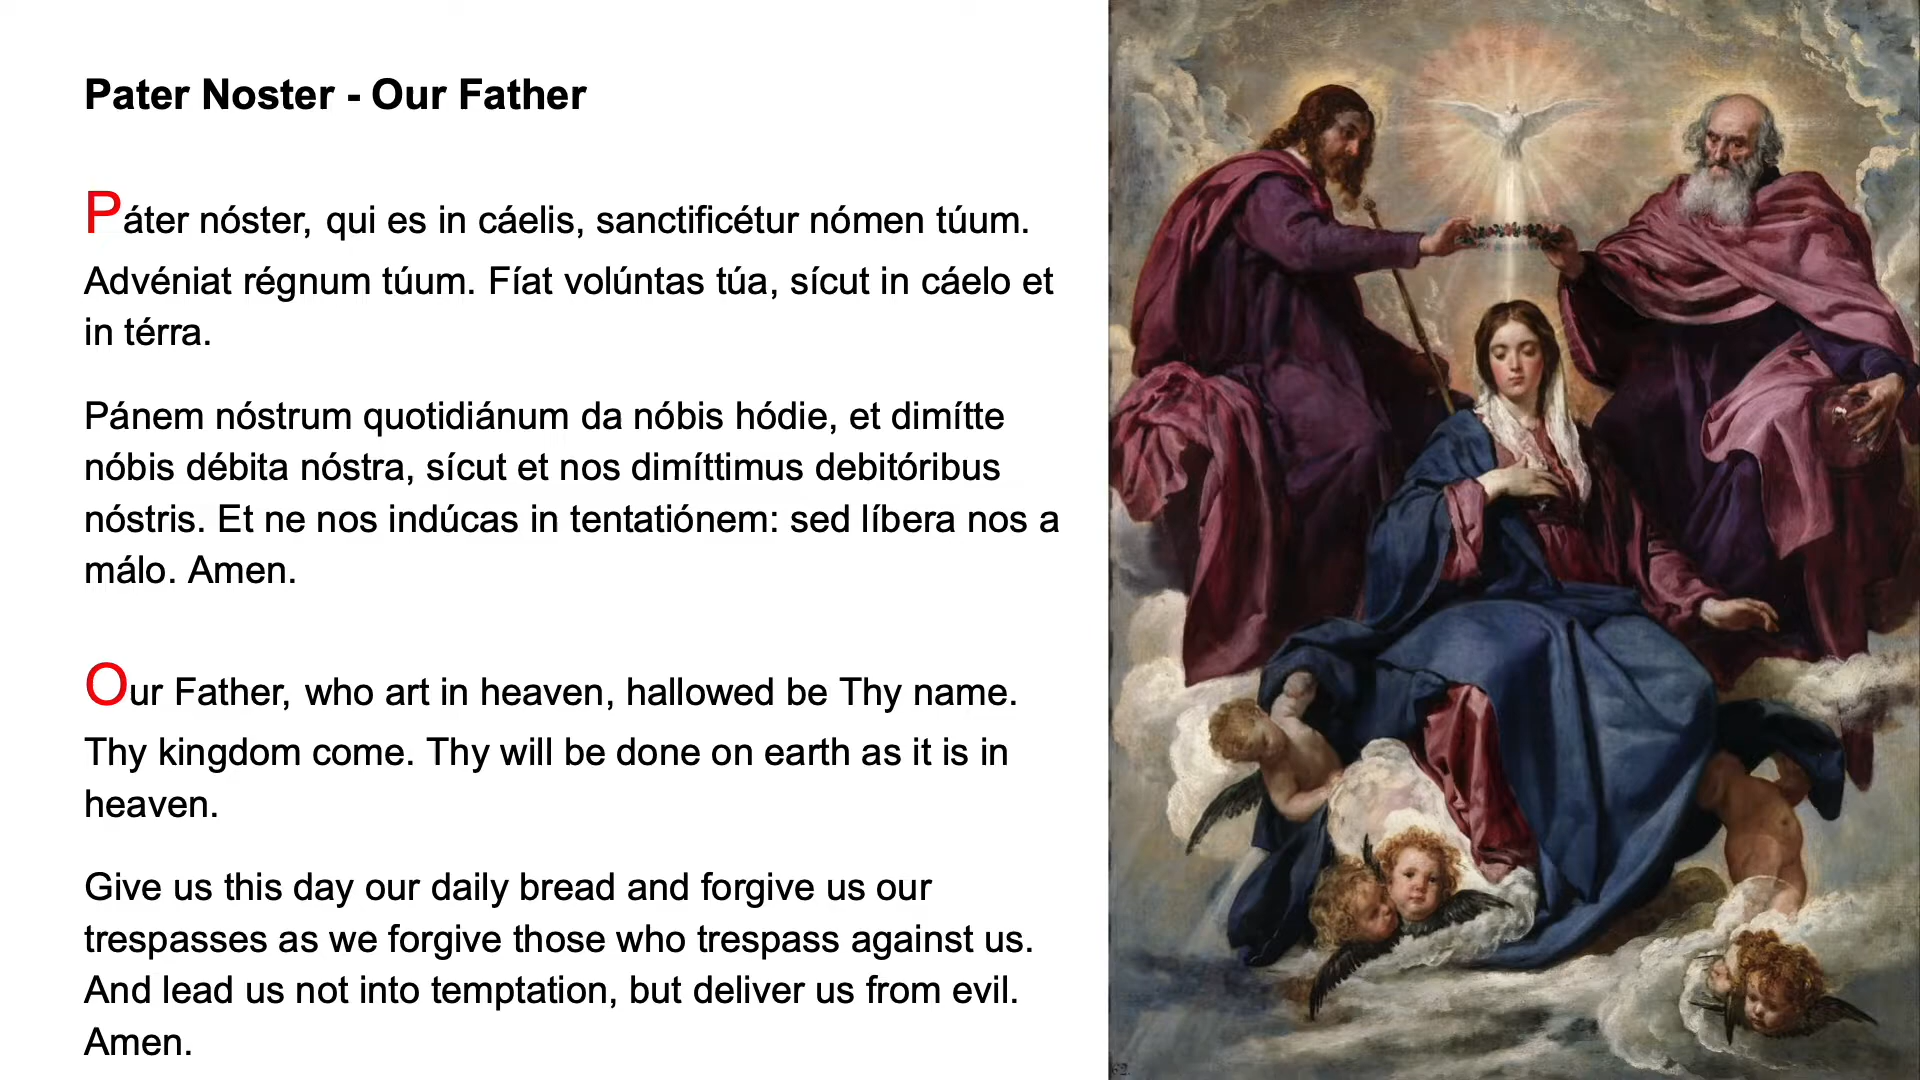 Pater Noster - Our Father
Páter nóster, qui es in cáelis, sanctificétur nómen túum.
Advéniat régnum túum. Fíat volúntas túa, sícut in cáelo et
in térra.
Pánem nóstrum quotidiánum da nóbis hódie, et dimítte
nóbis débita nóstra, sícut et nos dimíttimus debitóribus
nóstris. Et ne nos indúcas in tentatiónem: sed líbera nos a
málo. Amen.
Our Father, who art in heaven, hallowed be Thy name.
Thy kingdom come. Thy will be done on earth as it is in
heaven.
Give us this day our daily bread and forgive us our
trespasses as we forgive those who trespass against us.
And lead us not into temptation, but deliver us from evil.
Amen.